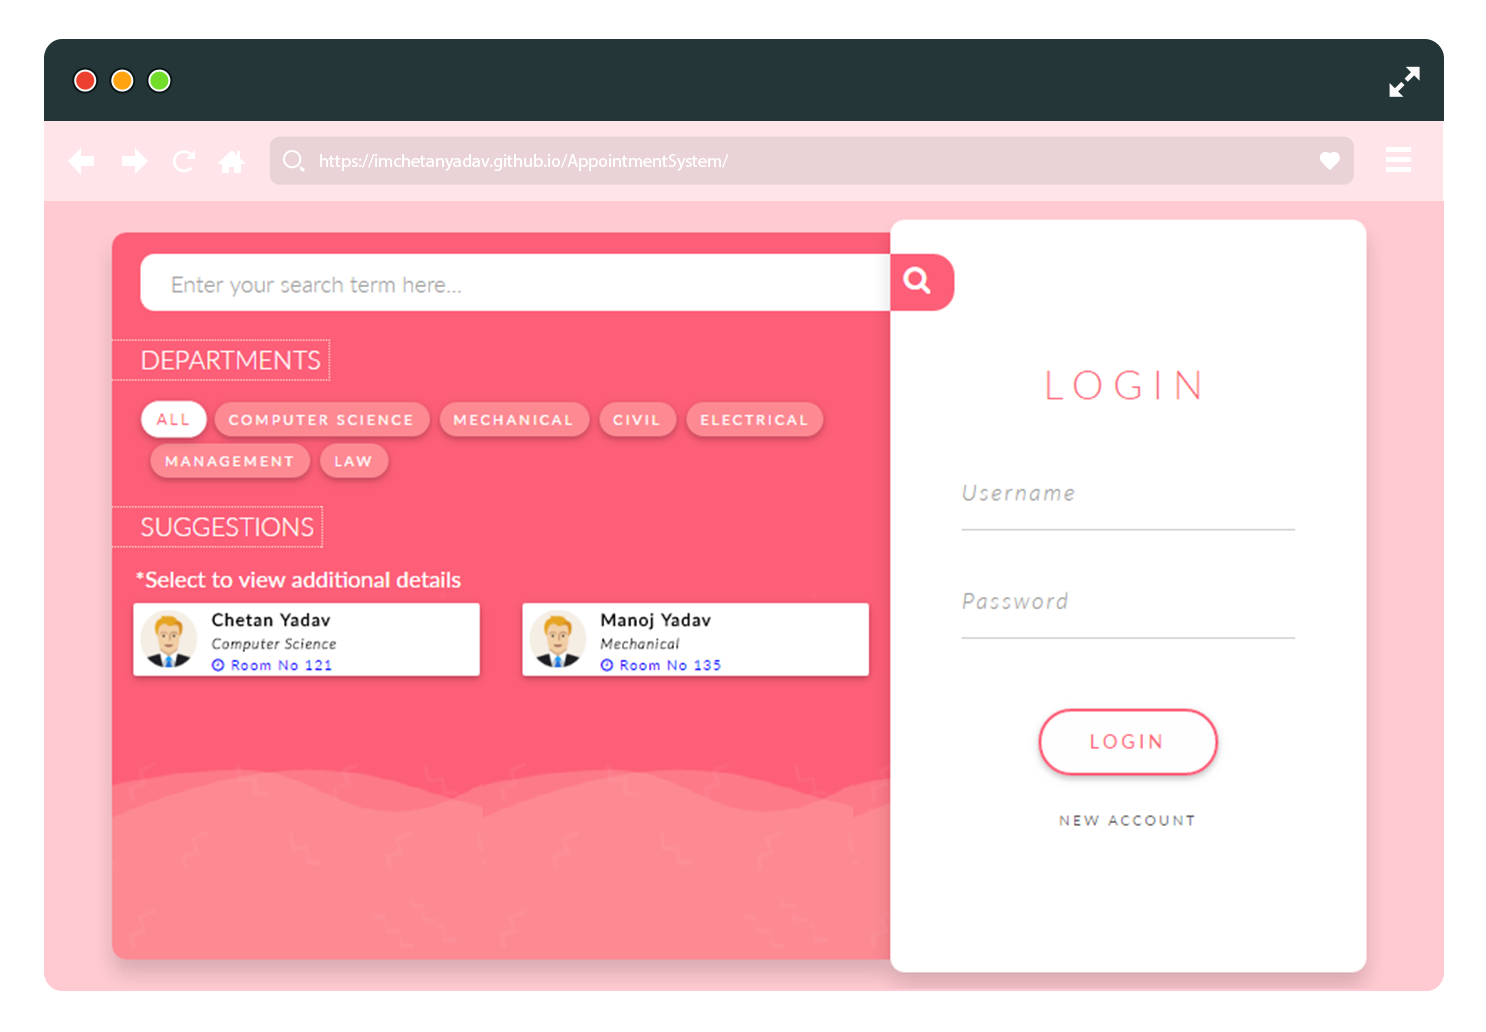 https://imchetanyadav.github.io/AppointmentSystem/
Enter your search term here...
DEPARTMENTS
ALL COMPUTER SCIENCE MECHANICAL CIVIL ELECTRICAL
MANAGEMENT LAW
SUGGESTIONS
*Select to view additional details
Chetan Yadav
Computer Science
Room No 121
Manoj Yadav
Mechanical
Room No 135
LOGIN
Username
Password
LOGIN
NEW ACCOUNT